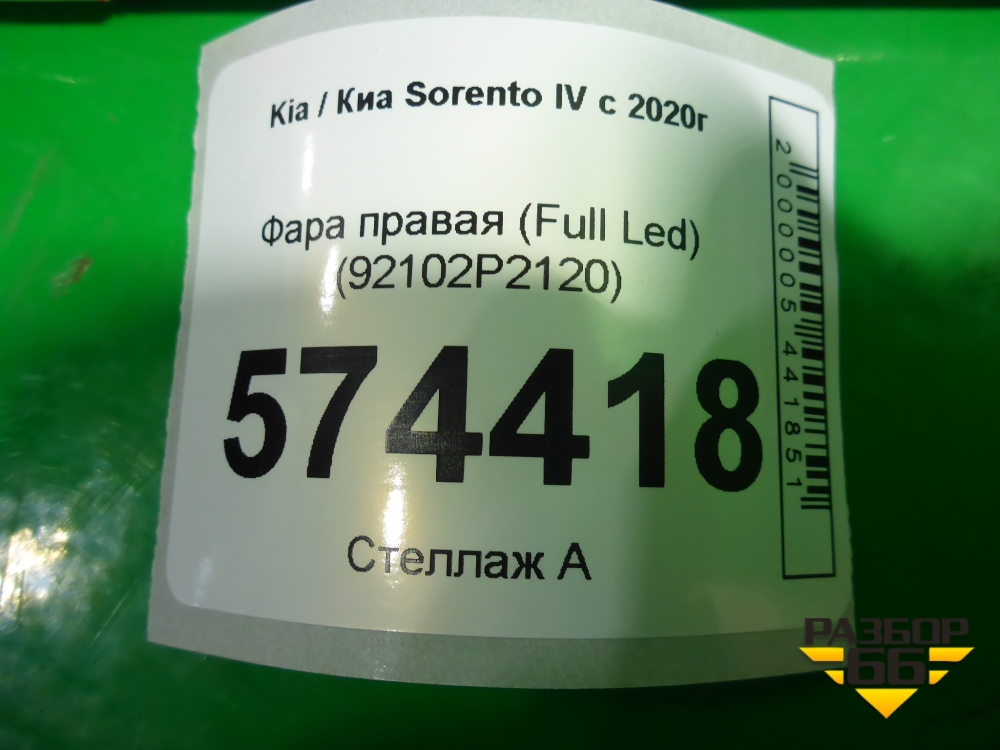 Kia / Киа Sorento IV с 2020г
Фара правая (Full Led)
(92102P2120)
574418
Стеллаж А
2000005441851
РАЗБОР
66